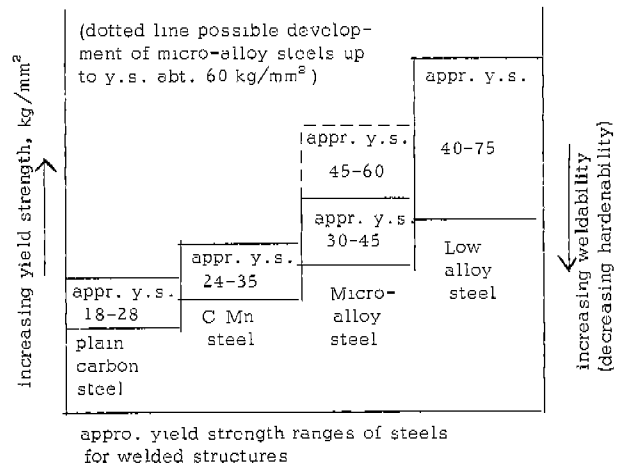 (dotted line possible develop-
ment of micro-alloy steels up
to y.s. abt. 60 kg/mm²)
increasing yield strength, kg/mm²
appr. y.s.
18-28
plain
carbon
steel
appr. y.s.
24-35
C Mn
steel
appr. y.s.
45-60
appr. y.s.
30-45
Micro-
alloy
steel
appr. y.s.
40-75
Low
alloy
steel
increasing weldability
(decreasing hardenability)
appro. yield strength ranges of steels
for welded structures